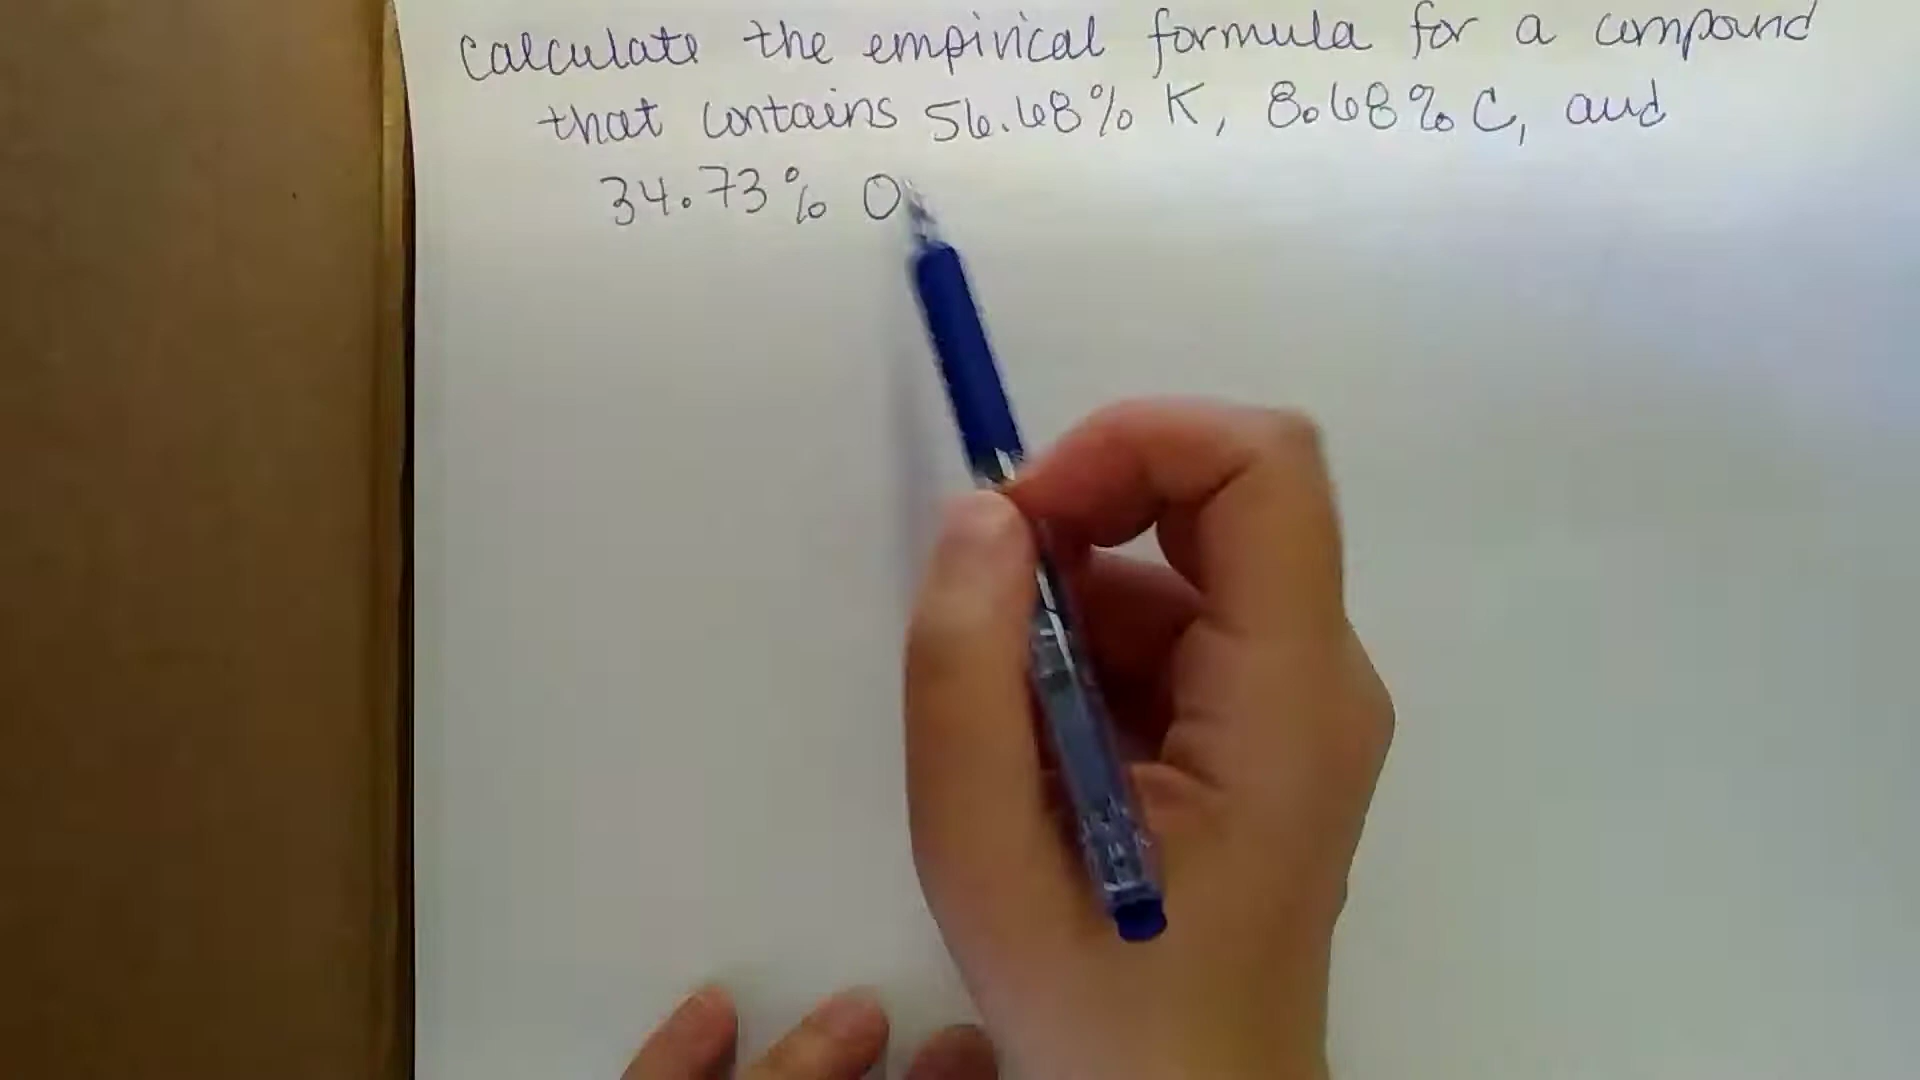 calculate the empirical formula for a compound
that contains 56.68% K, 8.68% C, and
34.73% O